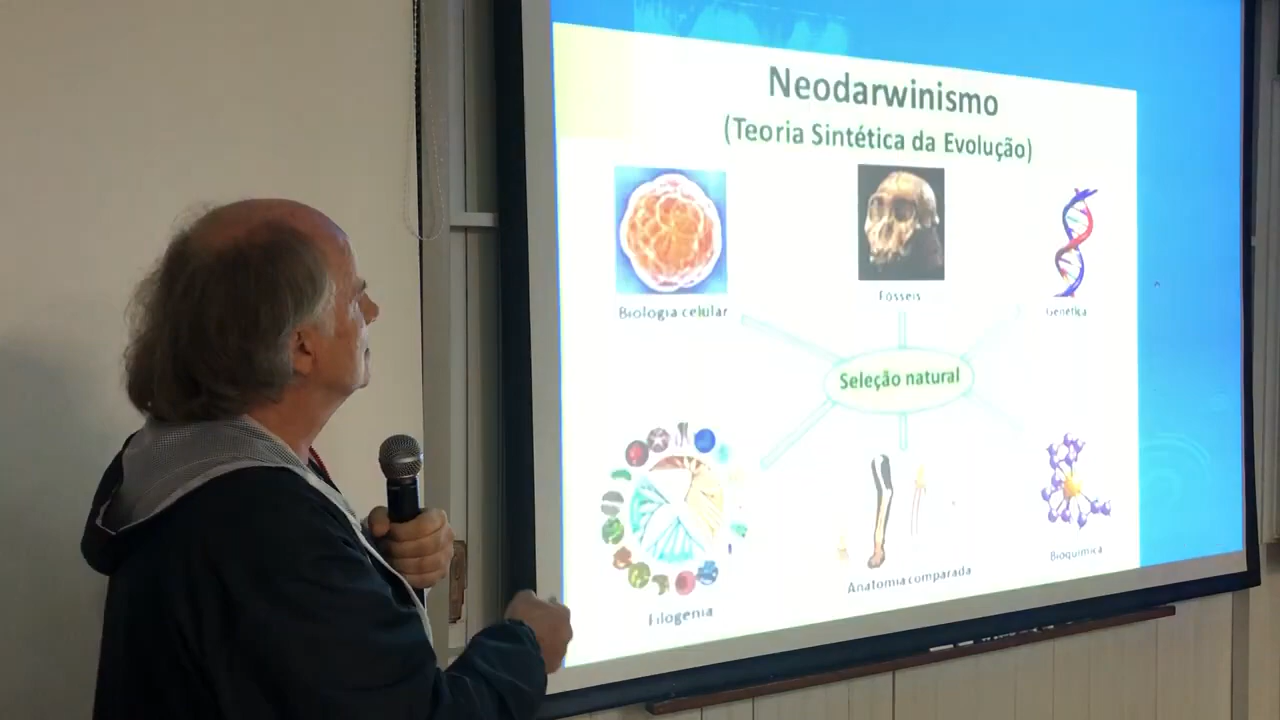 Neodarwinismo
(Teoria Sintética da Evolução)
Biologia celular
Fósseis
Genética
Seleção natural
Filogenia
Anatomia comparada
Bioquímica